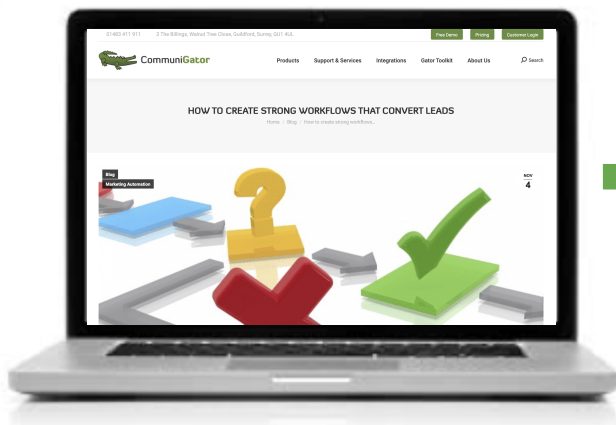 01483 411 911 3 The Billings, Walnut Tree Close, Guildford, Surrey, GU1 4UL
Free Demo Pricing Customer Login
CommuniGator
Products Support & Services Integrations Gator Toolkit About Us Search
HOW TO CREATE STRONG WORKFLOWS THAT CONVERT LEADS
Home / Blog / How to create strong workflows…
Blog
Marketing Automation
NOV
4